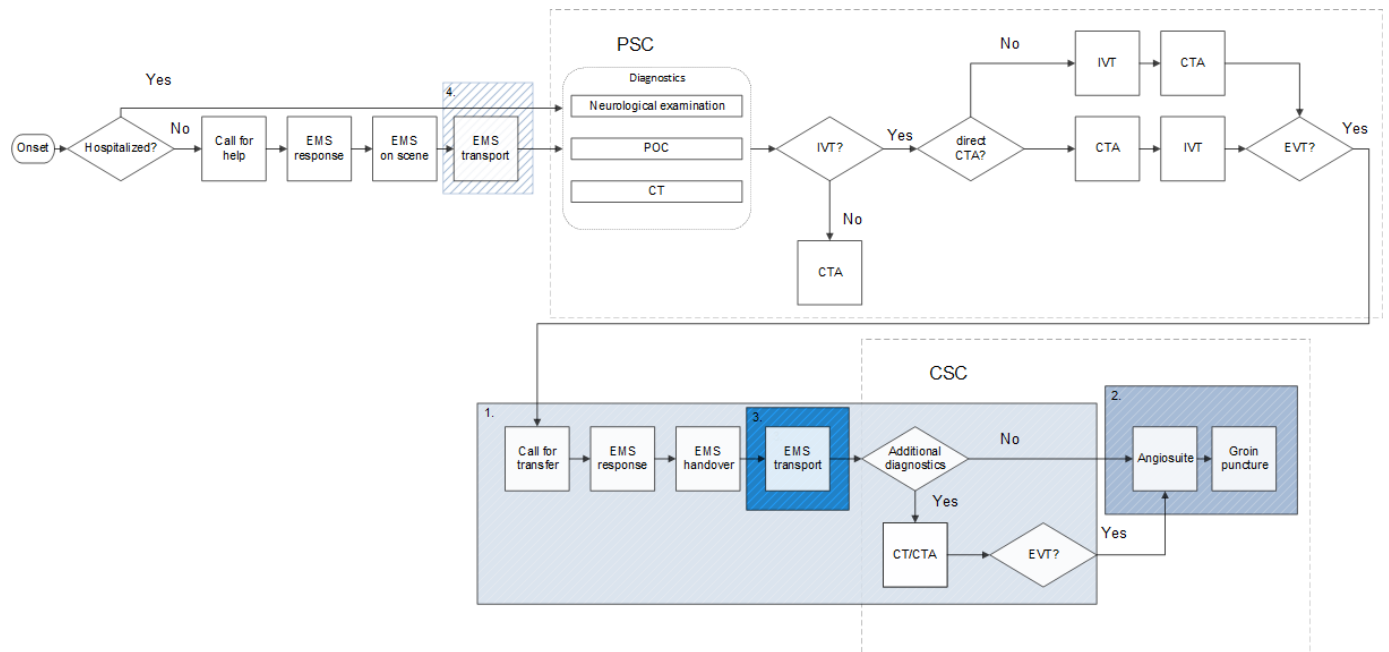 PSC
No
Diagnostics
IVT
CTA
Yes
4.
Neurological examination
No
Yes
Onset
Hospitalized?
Call for
help
EMS
response
EMS
on scene
EMS
transport
POC
IVT?
Yes
direct
CTA?
CTA
IVT
EVT?
CT
No
CTA
CSC
1.
3.
2.
No
Call for
transfer
EMS
response
EMS
handover
EMS
transport
Additional
diagnostics
Angiosuite
Groin
puncture
Yes
Yes
CT/CTA
EVT?